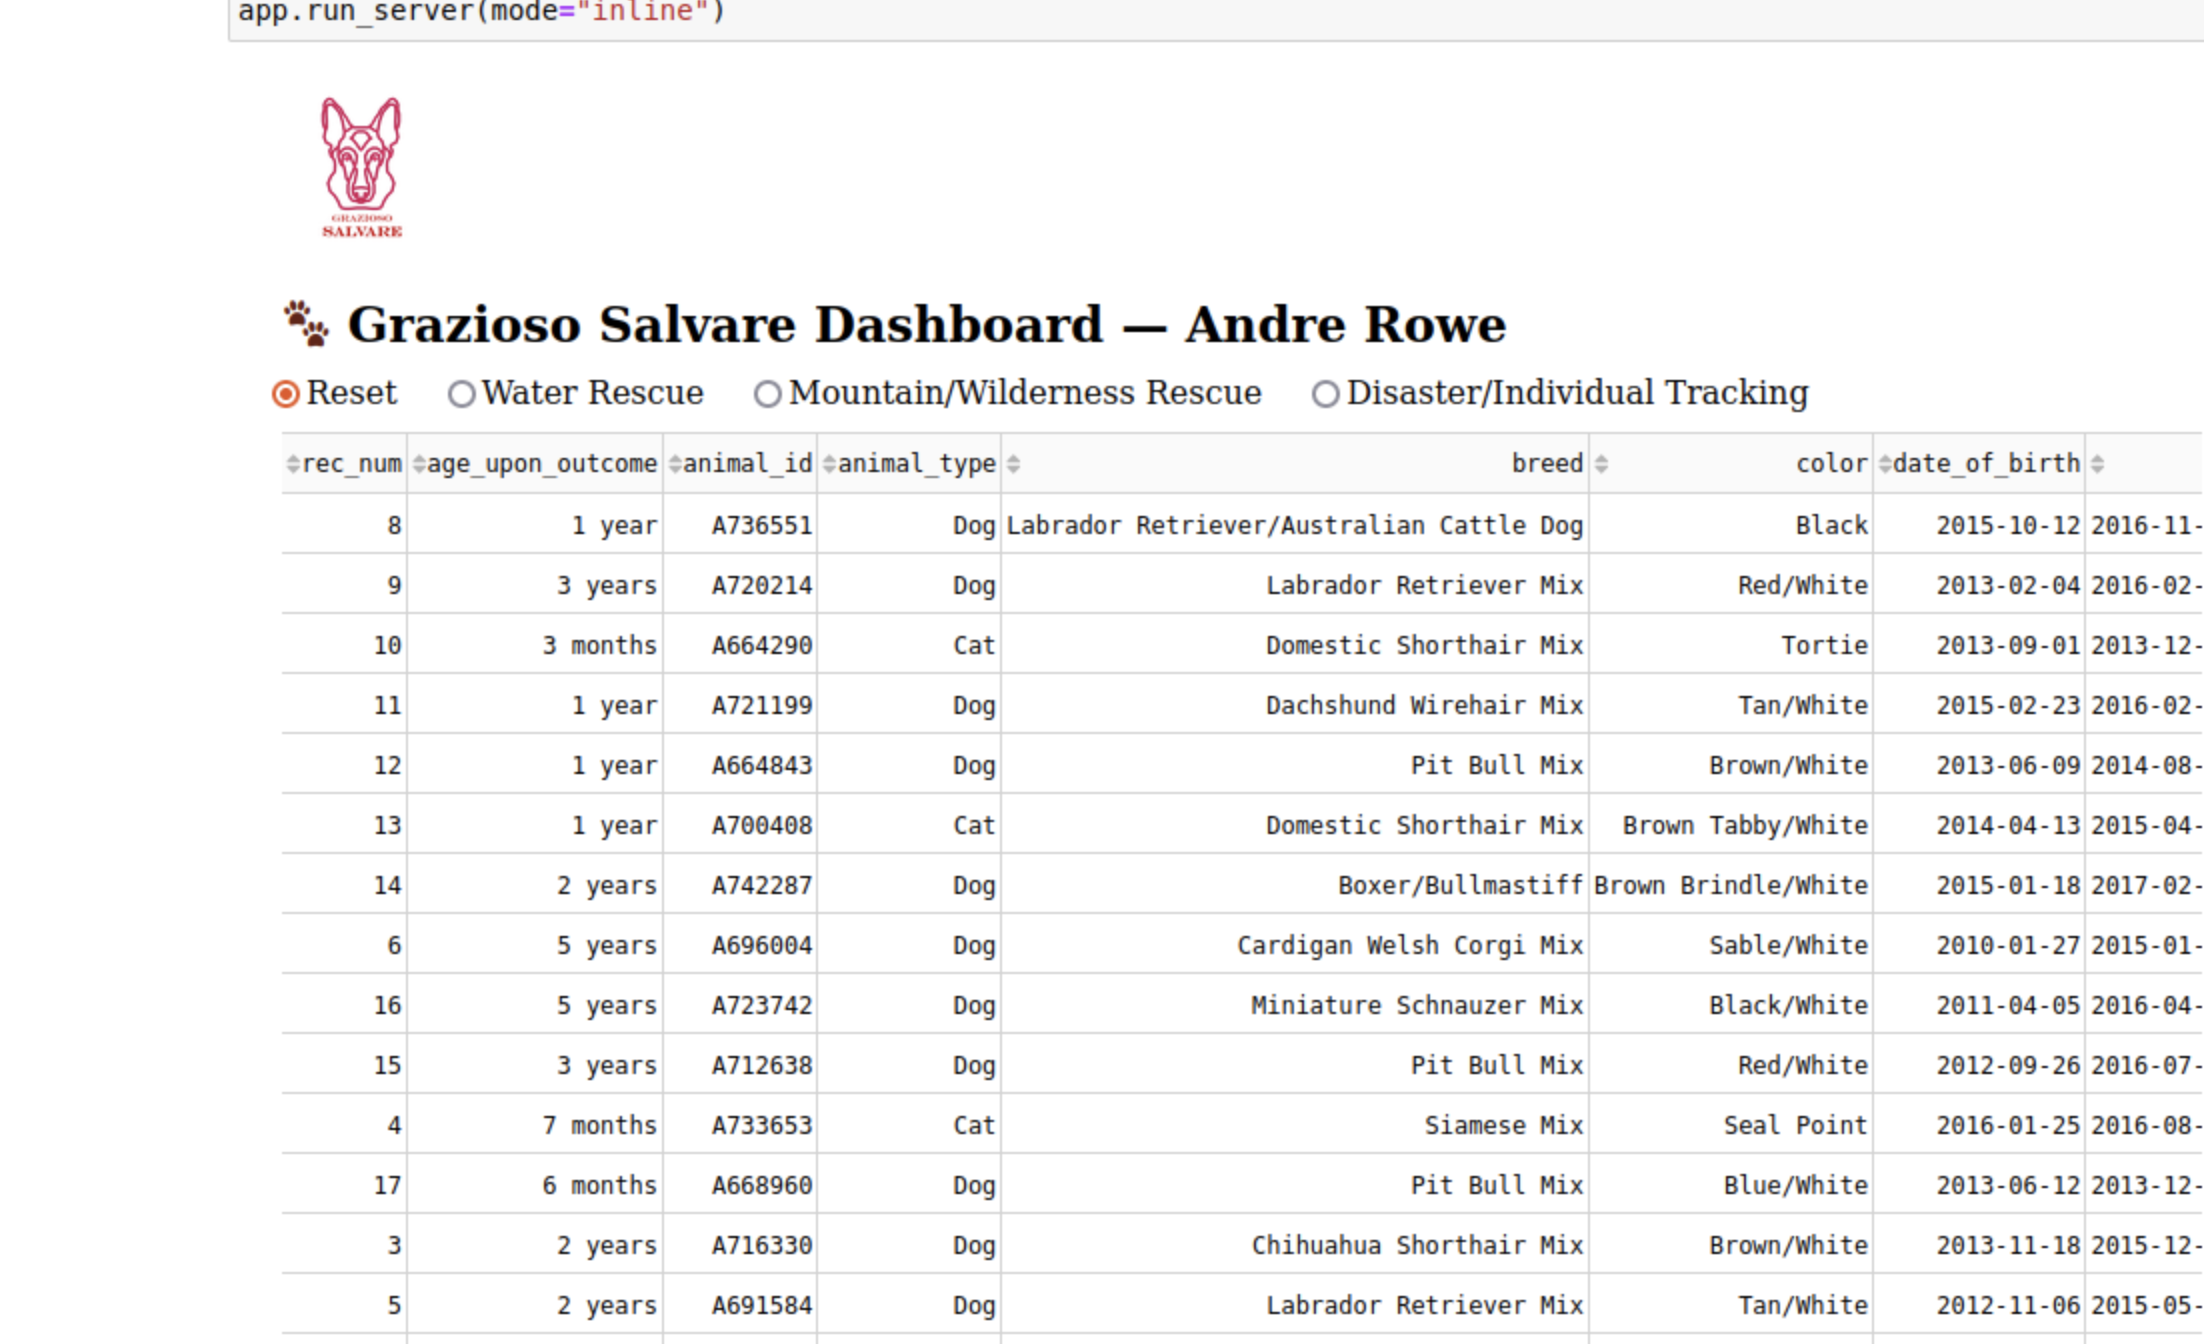 app.run_server(mode="inline")
GRAZIOSO
SALVARE
Grazioso Salvare Dashboard — Andre Rowe
Reset Water Rescue Mountain/Wilderness Rescue Disaster/Individual Tracking
rec_num age_upon_outcome animal_id animal_type breed color date_of_birth
8 1 year A736551 Dog Labrador Retriever/Australian Cattle Dog Black 2015-10-12 2016-11-
9 3 years A720214 Dog Labrador Retriever Mix Red/White 2013-02-04 2016-02-
10 3 months A664290 Cat Domestic Shorthair Mix Tortie 2013-09-01 2013-12-
11 1 year A721199 Dog Dachshund Wirehair Mix Tan/White 2015-02-23 2016-02-
12 1 year A664843 Dog Pit Bull Mix Brown/White 2013-06-09 2014-08-
13 1 year A700408 Cat Domestic Shorthair Mix Brown Tabby/White 2014-04-13 2015-04-
14 2 years A742287 Dog Boxer/Bullmastiff Brown Brindle/White 2015-01-18 2017-02-
6 5 years A696004 Dog Cardigan Welsh Corgi Mix Sable/White 2010-01-27 2015-01-
16 5 years A723742 Dog Miniature Schnauzer Mix Black/White 2011-04-05 2016-04-
15 3 years A712638 Dog Pit Bull Mix Red/White 2012-09-26 2016-07-
4 7 months A733653 Cat Siamese Mix Seal Point 2016-01-25 2016-08-
17 6 months A668960 Dog Pit Bull Mix Blue/White 2013-06-12 2013-12-
3 2 years A716330 Dog Chihuahua Shorthair Mix Brown/White 2013-11-18 2015-12-
5 2 years A691584 Dog Labrador Retriever Mix Tan/White 2012-11-06 2015-05-